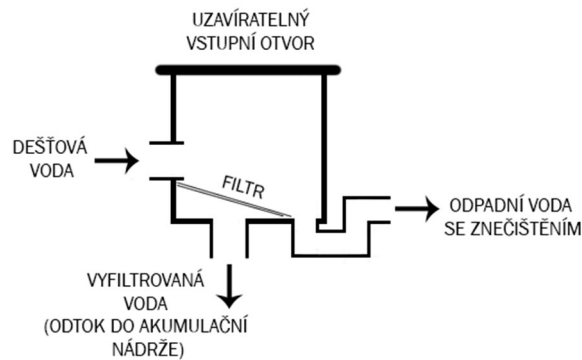 UZAVÍRATELNÝ
VSTUPNÍ OTVOR
DEŠŤOVÁ
VODA
FILTR
ODPADNÍ VODA
SE ZNEČIŠTĚNÍM
VYFILTROVANÁ
VODA
(ODTOK DO AKUMULAČNÍ
NÁDRŽE)